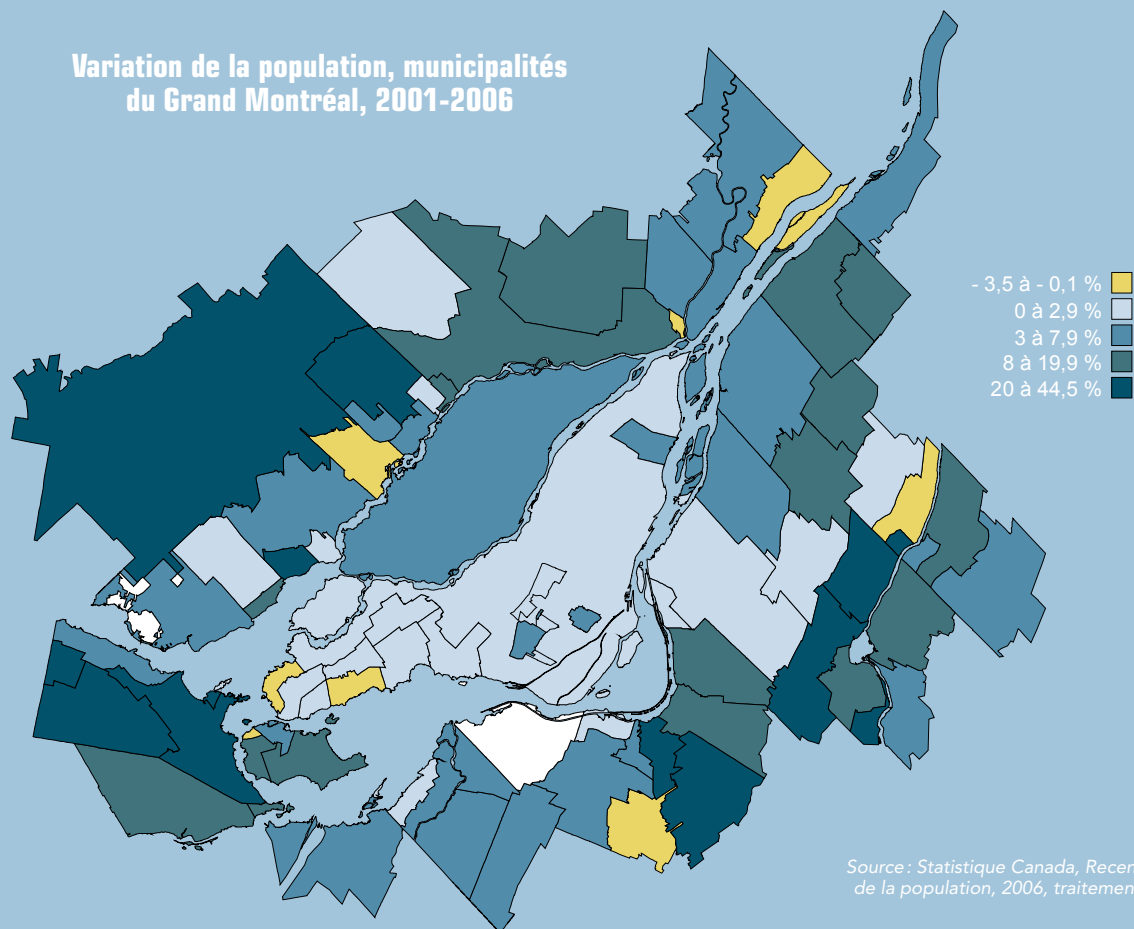 Variation de la population, municipalités
du Grand Montréal, 2001-2006
- 3,5 à - 0,1 %
0 à 2,9 %
3 à 7,9 %
8 à 19,9 %
20 à 44,5 %
Source : Statistique Canada, Recen
de la population, 2006, traitemen